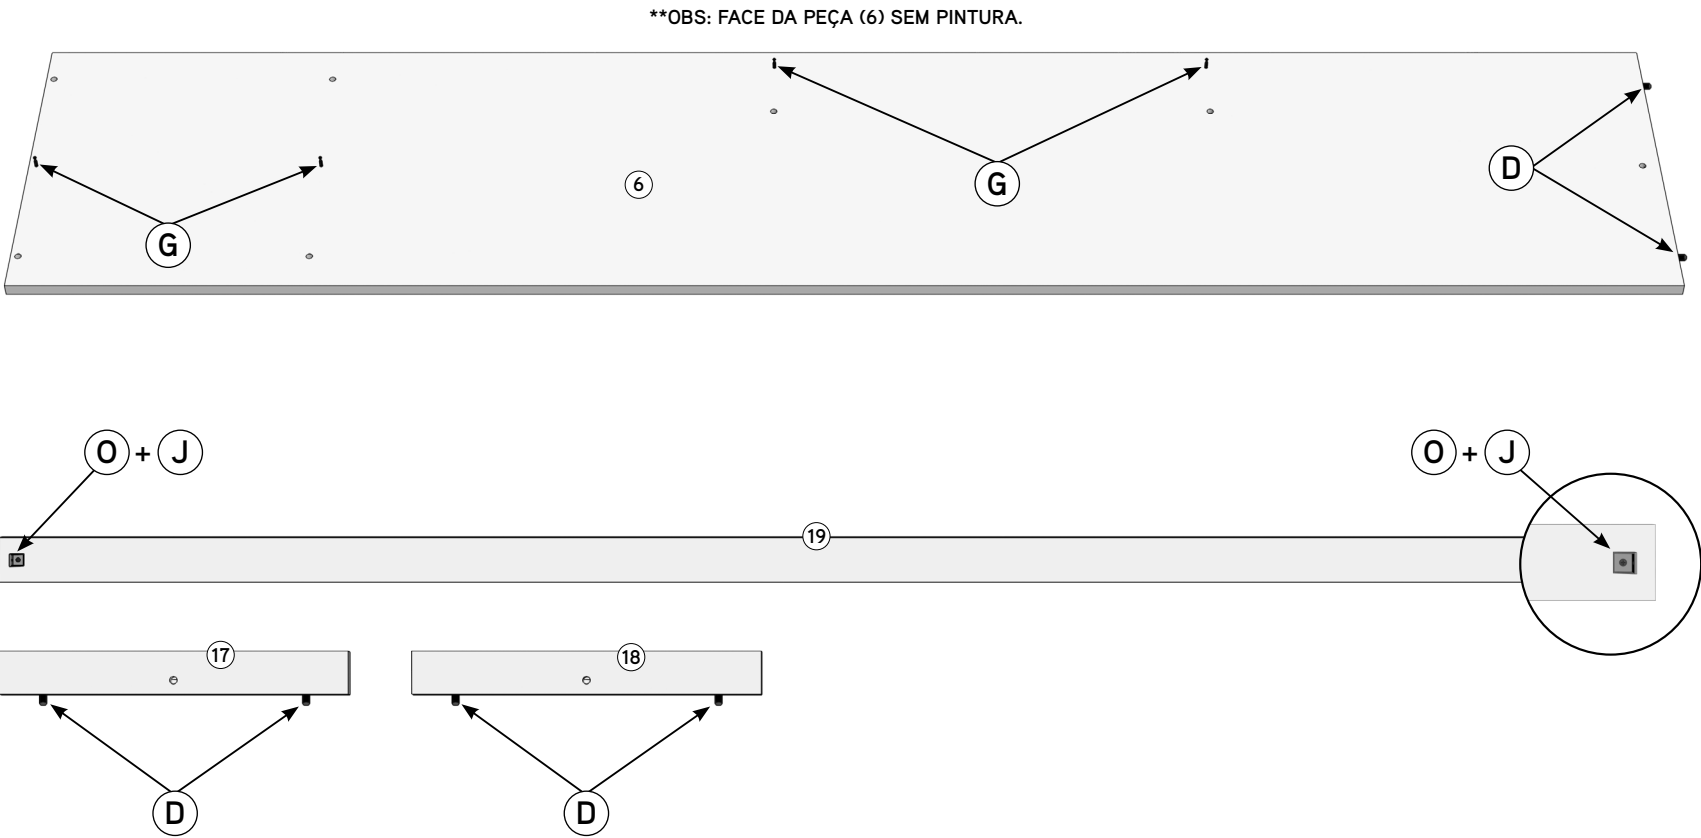 **OBS: FACE DA PEÇA (6) SEM PINTURA.
6
G
G
D
O + J
O + J
19
17
18
D
D